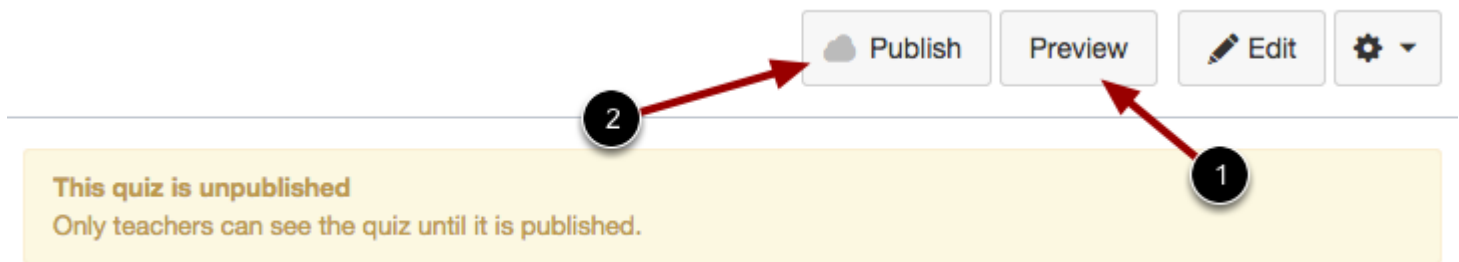 Publish Preview Edit
2
1
This quiz is unpublished
Only teachers can see the quiz until it is published.